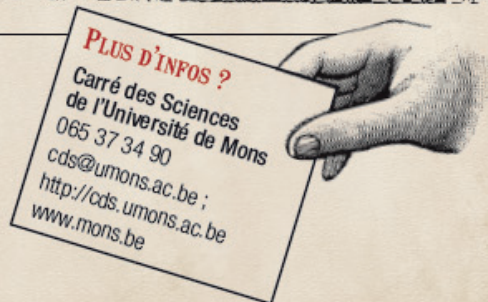 PLUS D'INFOS ?
Carré des Sciences
de l'Université de Mons
065 37 34 90
cds@umons.ac.be ;
http://cds.umons.ac.be
www.mons.be